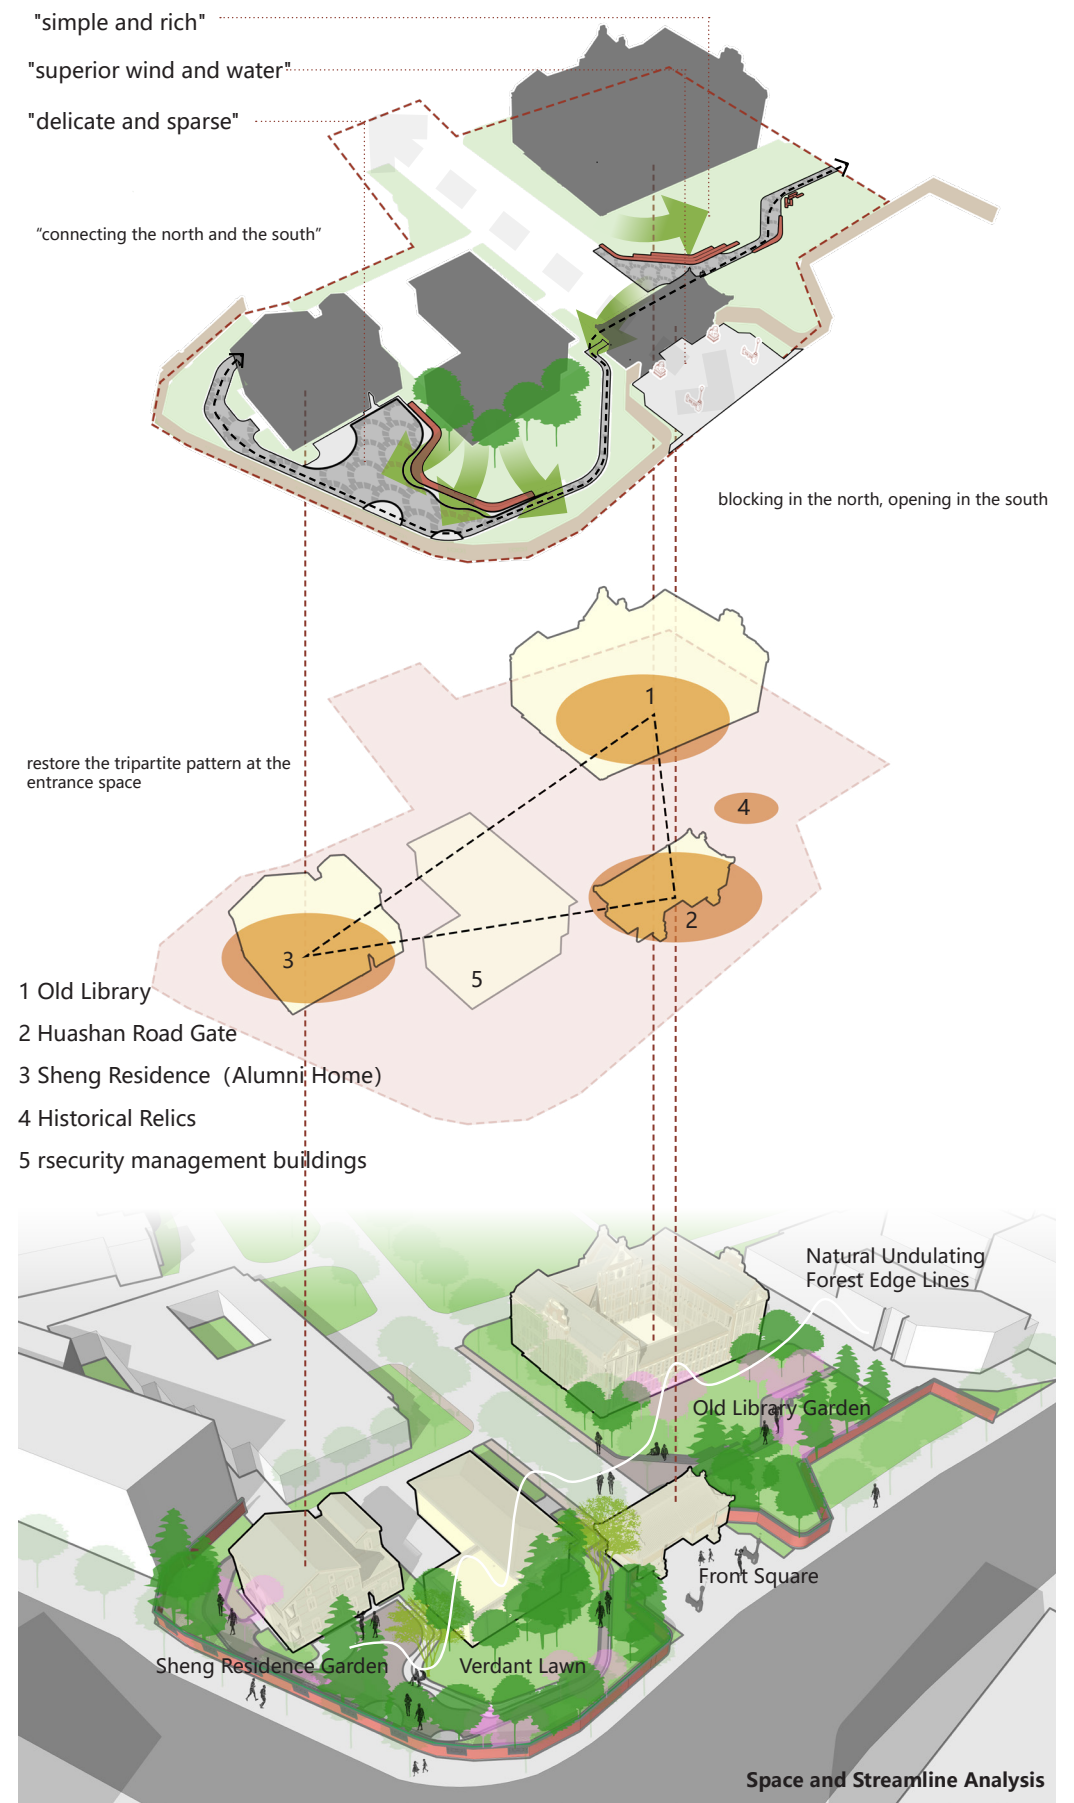 "simple and rich"
"superior wind and water"
"delicate and sparse"
“connecting the north and the south”
blocking in the north, opening in the south
1
restore the tripartite pattern at the
entrance space
4
2
3
5
1 Old Library
2 Huashan Road Gate
3 Sheng Residence（Alumni Home）
4 Historical Relics
5 rsecurity management buildings
Natural Undulating
Forest Edge Lines
Old Library Garden
Front Square
Sheng Residence Garden
Verdant Lawn
Space and Streamline Analysis